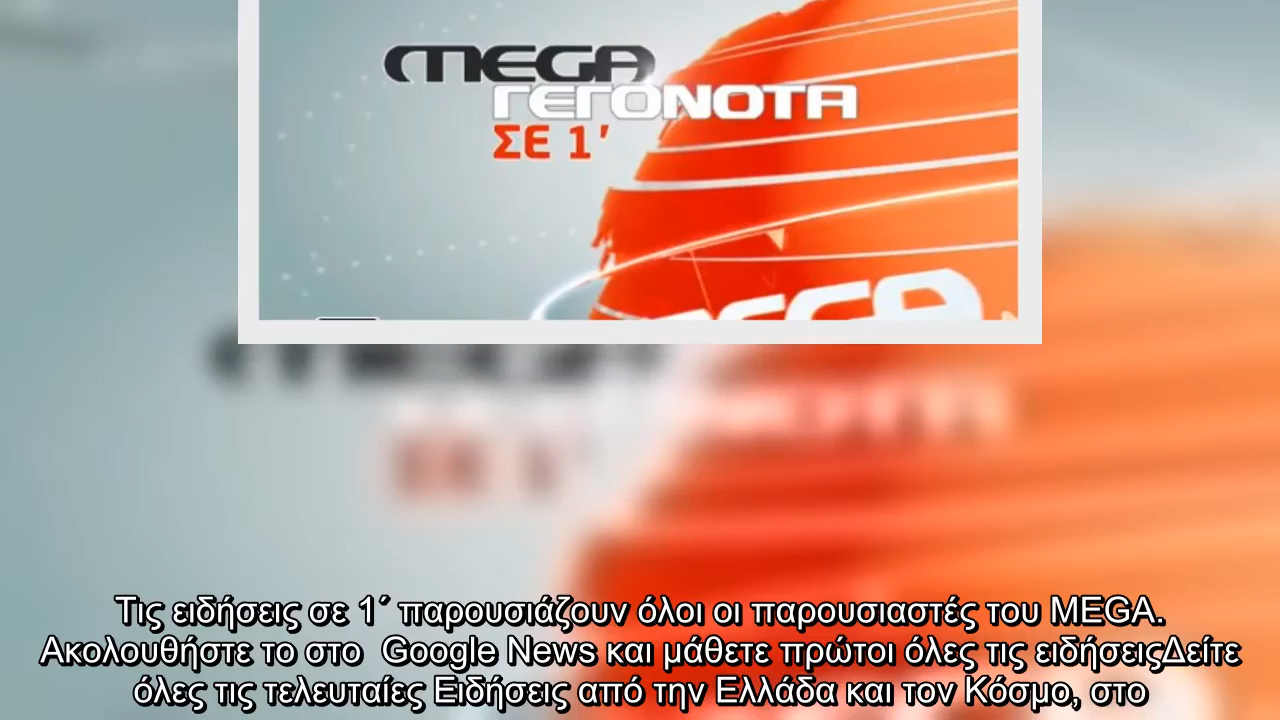 MEGA
ΓΕΓΟΝΟΤΑ
ΣΕ 1'
MEGA
Τις ειδήσεις σε 1΄ παρουσιάζουν όλοι οι παρουσιαστές του MEGA.
Ακολουθήστε το στο  Google News και μάθετε πρώτοι όλες τις ειδήσειςΔείτε
όλες τις τελευταίες Ειδήσεις από την Ελλάδα και τον Κόσμο, στο